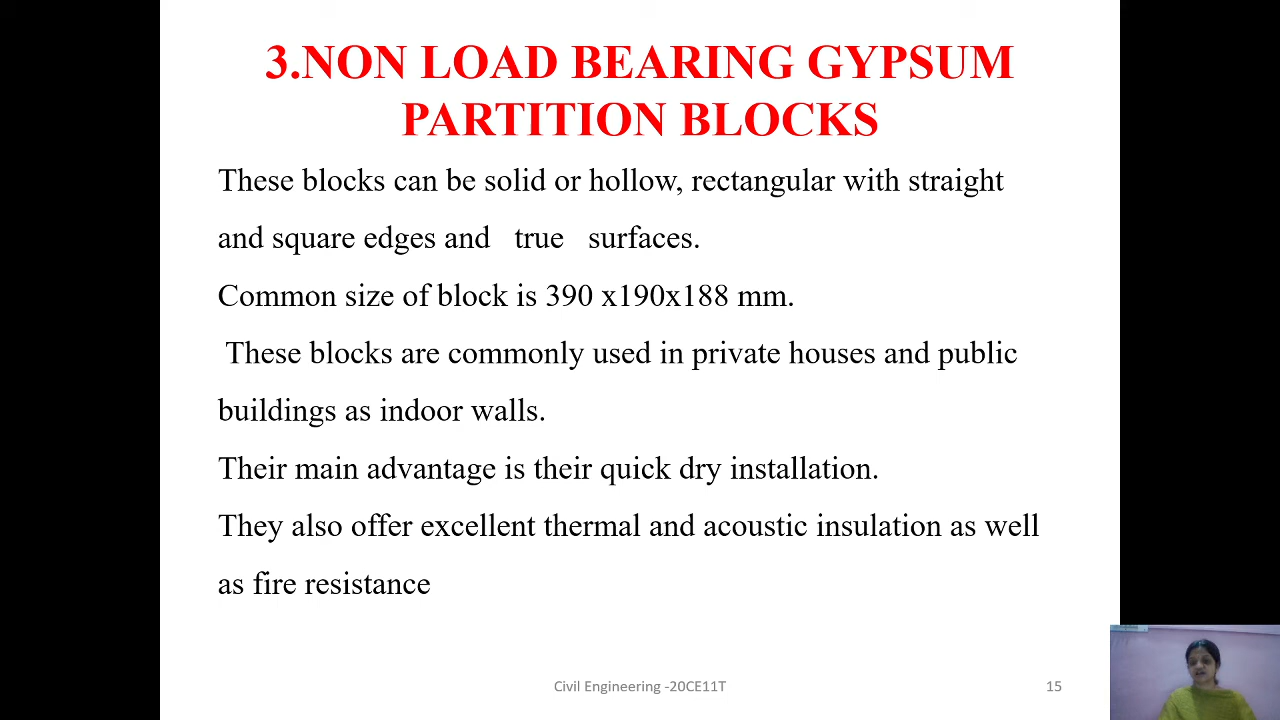 3.NON LOAD BEARING GYPSUM
PARTITION BLOCKS
These blocks can be solid or hollow, rectangular with straight
and square edges and true surfaces.
Common size of block is 390 x190x188 mm.
These blocks are commonly used in private houses and public
buildings as indoor walls.
Their main advantage is their quick dry installation.
They also offer excellent thermal and acoustic insulation as well
as fire resistance
Civil Engineering -20CE11T
15